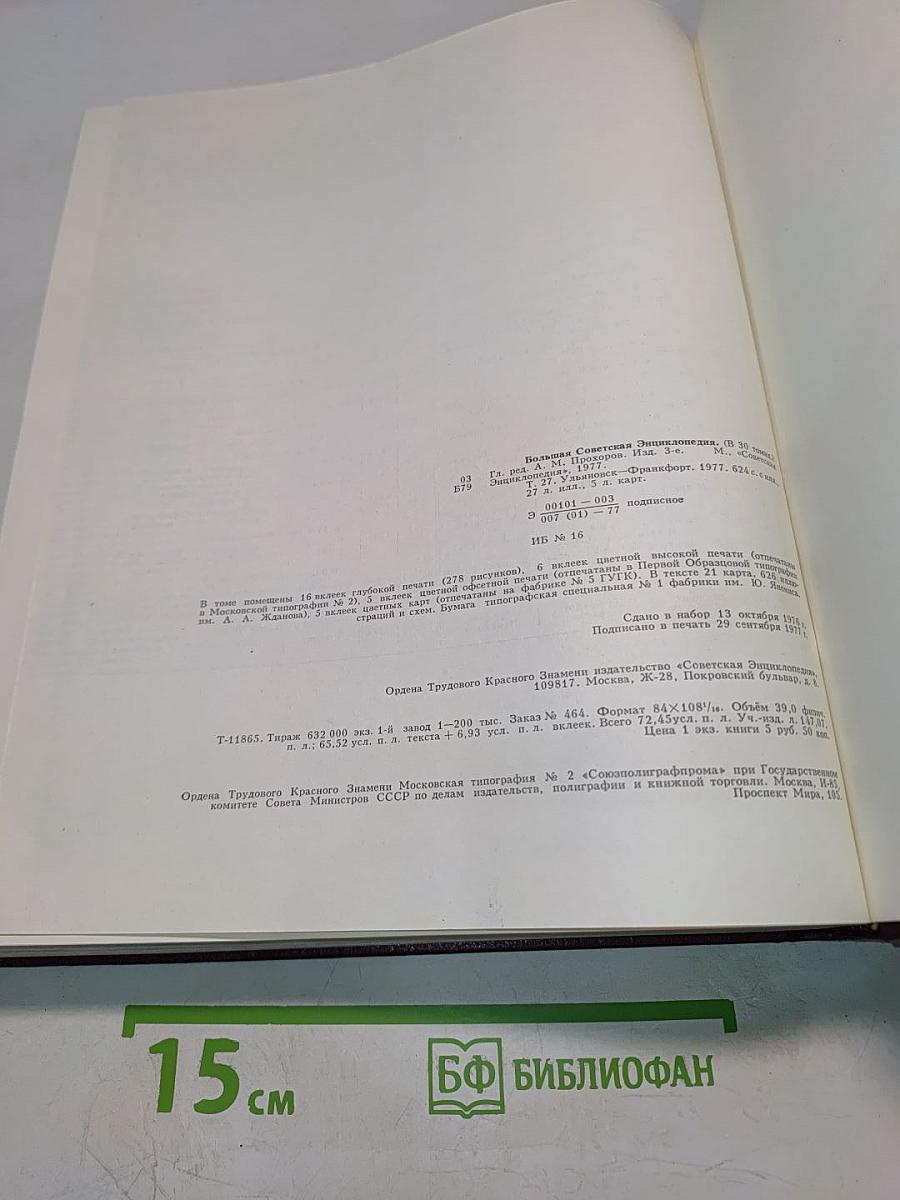 Большая Советская Энциклопедия. (В 30 томах)
03 Гл. ред. А. М. Прохоров. Изд. 3-е. М., «Советская
Б79 Энциклопедия», 1977.
Т. 27. Ульяновск—Франкфорт. 1977. 624 с. с илл.,
27 л. илл., 5 л. карт.
Э 00101 — 003 подписное
007 (01) — 77
ИБ № 16
В томе помещены 16 вклеек глубокой печати (278 рисунков), 6 вклеек цветной высокой печати (отпечатаны
в Московской типографии № 2), 5 вклеек цветной офсетной печати (отпечатаны в Первой Образцовой типографии
им. А. А. Жданова), 5 вклеек цветных карт (отпечатаны на фабрике № 5 ГУГК). В тексте 21 карта, 626 иллю-
страций и схем. Бумага типографская специальная № 1 фабрики им. Ю. Янониса.
Сдано в набор 13 октября 1976 г.
Подписано в печать 29 сентября 1977 г.
Ордена Трудового Красного Знамени издательство «Советская Энциклопедия»,
109817. Москва, Ж-28, Покровский бульвар, д. 8.
Т-11865. Тираж 632 000 экз. 1-й завод 1—200 тыс. Заказ № 464. Формат 84×108¹/₁₆. Объём 39,0 физич.
п. л.; 65,52 усл. п. л. текста + 6,93 усл. п. л. вклеек. Всего 72,45 усл. п. л. Уч.-изд. л. 147,07.
Цена 1 экз. книги 5 руб. 50 коп.
Ордена Трудового Красного Знамени Московская типография № 2 «Союзполиграфпрома» при Государственном
комитете Совета Министров СССР по делам издательств, полиграфии и книжной торговли. Москва, И-85,
Проспект Мира, 105.
15 см
БФ БИБЛИОФАН